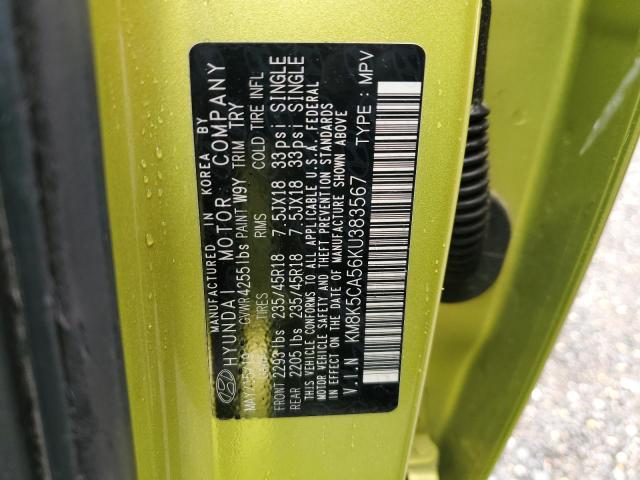 MANUFACTURED IN KOREA BY
HYUNDAI MOTOR COMPANY
GVWR 4255lbs PAINT W9Y TRIM TRY
TIRES RIMS COLD TIRE INFL
FRONT 2293lbs 235/45R18 7.5JX18 33psi SINGLE
REAR 2205lbs 235/45R18 7.5JX18 33psi SINGLE
THIS VEHICLE CONFORMS TO ALL APPLICABLE U.S.A. FEDERAL
MOTOR VEHICLE SAFETY AND THEFT PREVENTION STANDARDS
IN EFFECT ON THE DATE OF MANUFACTURE SHOWN ABOVE
V.I.N KM8K5CA56KU383567 TYPE : MPV